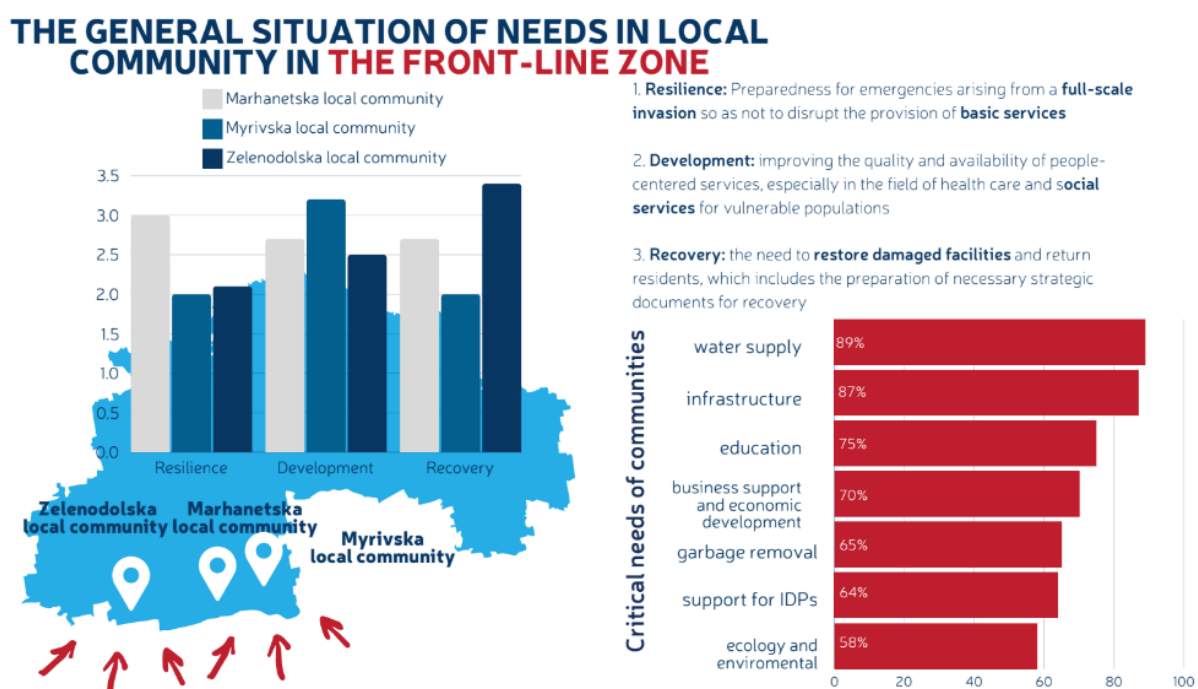 THE GENERAL SITUATION OF NEEDS IN LOCAL
COMMUNITY IN THE FRONT-LINE ZONE
Marhanetska local community
Myrivska local community
Zelenodolska local community
3.5
3.0
2.5
2.0
1.5
1.0
0.5
0.0
Resilience
Development
Recovery
Zelenodolska
local community
Marhanetska
local community
Myrivska
local community
1. Resilience: Preparedness for emergencies arising from a full-scale
invasion so as not to disrupt the provision of basic services
2. Development: improving the quality and availability of people-
centered services, especially in the field of health care and social
services for vulnerable populations
3. Recovery: the need to restore damaged facilities and return
residents, which includes the preparation of necessary strategic
documents for recovery
Critical needs of communities
water supply
89%
infrastructure
87%
education
75%
business support
and economic
development
70%
garbage removal
65%
support for IDPs
64%
ecology and
enviromental
58%
0
20
40
60
80
100